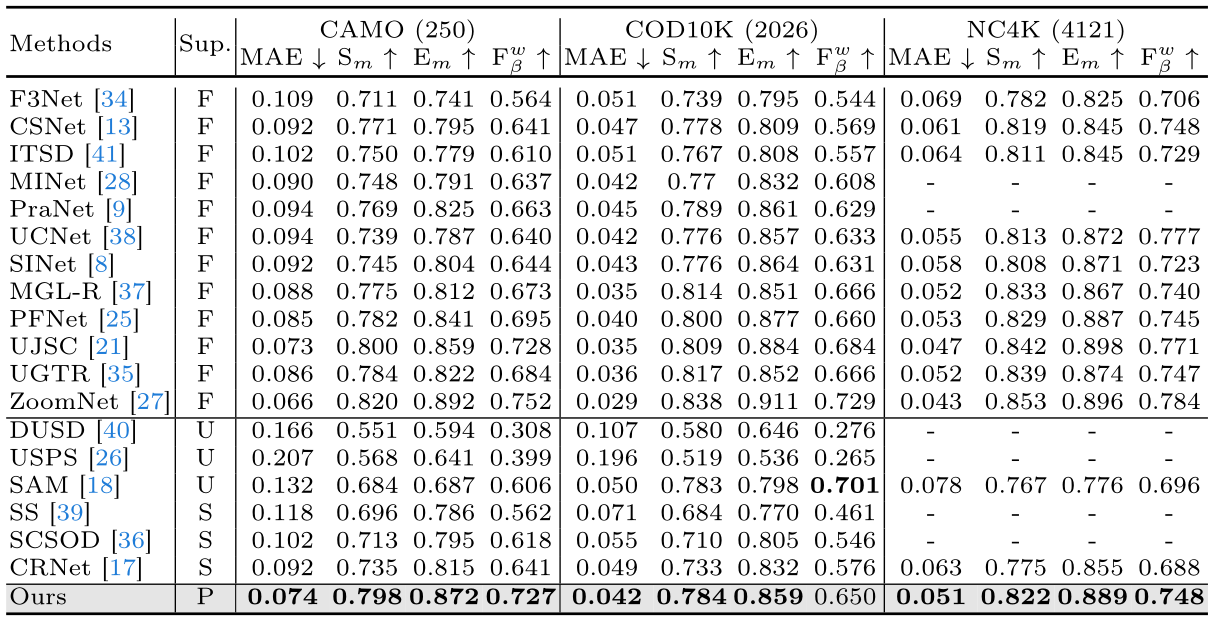 Methods Sup. CAMO (250) COD10K (2026) NC4K (4121)
MAE ↓ S_m ↑ E_m ↑ F_β^w ↑ MAE ↓ S_m ↑ E_m ↑ F_β^w ↑ MAE ↓ S_m ↑ E_m ↑ F_β^w ↑
F3Net [34] F 0.109 0.711 0.741 0.564 0.051 0.739 0.795 0.544 0.069 0.782 0.825 0.706
CSNet [13] F 0.092 0.771 0.795 0.641 0.047 0.778 0.809 0.569 0.061 0.819 0.845 0.748
ITSD [41] F 0.102 0.750 0.779 0.610 0.051 0.767 0.808 0.557 0.064 0.811 0.845 0.729
MINet [28] F 0.090 0.748 0.791 0.637 0.042 0.77 0.832 0.608 - - - -
PraNet [9] F 0.094 0.769 0.825 0.663 0.045 0.789 0.861 0.629 - - - -
UCNet [38] F 0.094 0.739 0.787 0.640 0.042 0.776 0.857 0.633 0.055 0.813 0.872 0.777
SINet [8] F 0.092 0.745 0.804 0.644 0.043 0.776 0.864 0.631 0.058 0.808 0.871 0.723
MGL-R [37] F 0.088 0.775 0.812 0.673 0.035 0.814 0.851 0.666 0.052 0.833 0.867 0.740
PFNet [25] F 0.085 0.782 0.841 0.695 0.040 0.800 0.877 0.660 0.053 0.829 0.887 0.745
UJSC [21] F 0.073 0.800 0.859 0.728 0.035 0.809 0.884 0.684 0.047 0.842 0.898 0.771
UGTR [35] F 0.086 0.784 0.822 0.684 0.036 0.817 0.852 0.666 0.052 0.839 0.874 0.747
ZoomNet [27] F 0.066 0.820 0.892 0.752 0.029 0.838 0.911 0.729 0.043 0.853 0.896 0.784
DUSD [40] U 0.166 0.551 0.594 0.308 0.107 0.580 0.646 0.276 - - - -
USPS [26] U 0.207 0.568 0.641 0.399 0.196 0.519 0.536 0.265 - - - -
SAM [18] U 0.132 0.684 0.687 0.606 0.050 0.783 0.798 0.701 0.078 0.767 0.776 0.696
SS [39] S 0.118 0.696 0.786 0.562 0.071 0.684 0.770 0.461 - - - -
SCSOD [36] S 0.102 0.713 0.795 0.618 0.055 0.710 0.805 0.546 - - - -
CRNet [17] S 0.092 0.735 0.815 0.641 0.049 0.733 0.832 0.576 0.063 0.775 0.855 0.688
Ours P 0.074 0.798 0.872 0.727 0.042 0.784 0.859 0.650 0.051 0.822 0.889 0.748